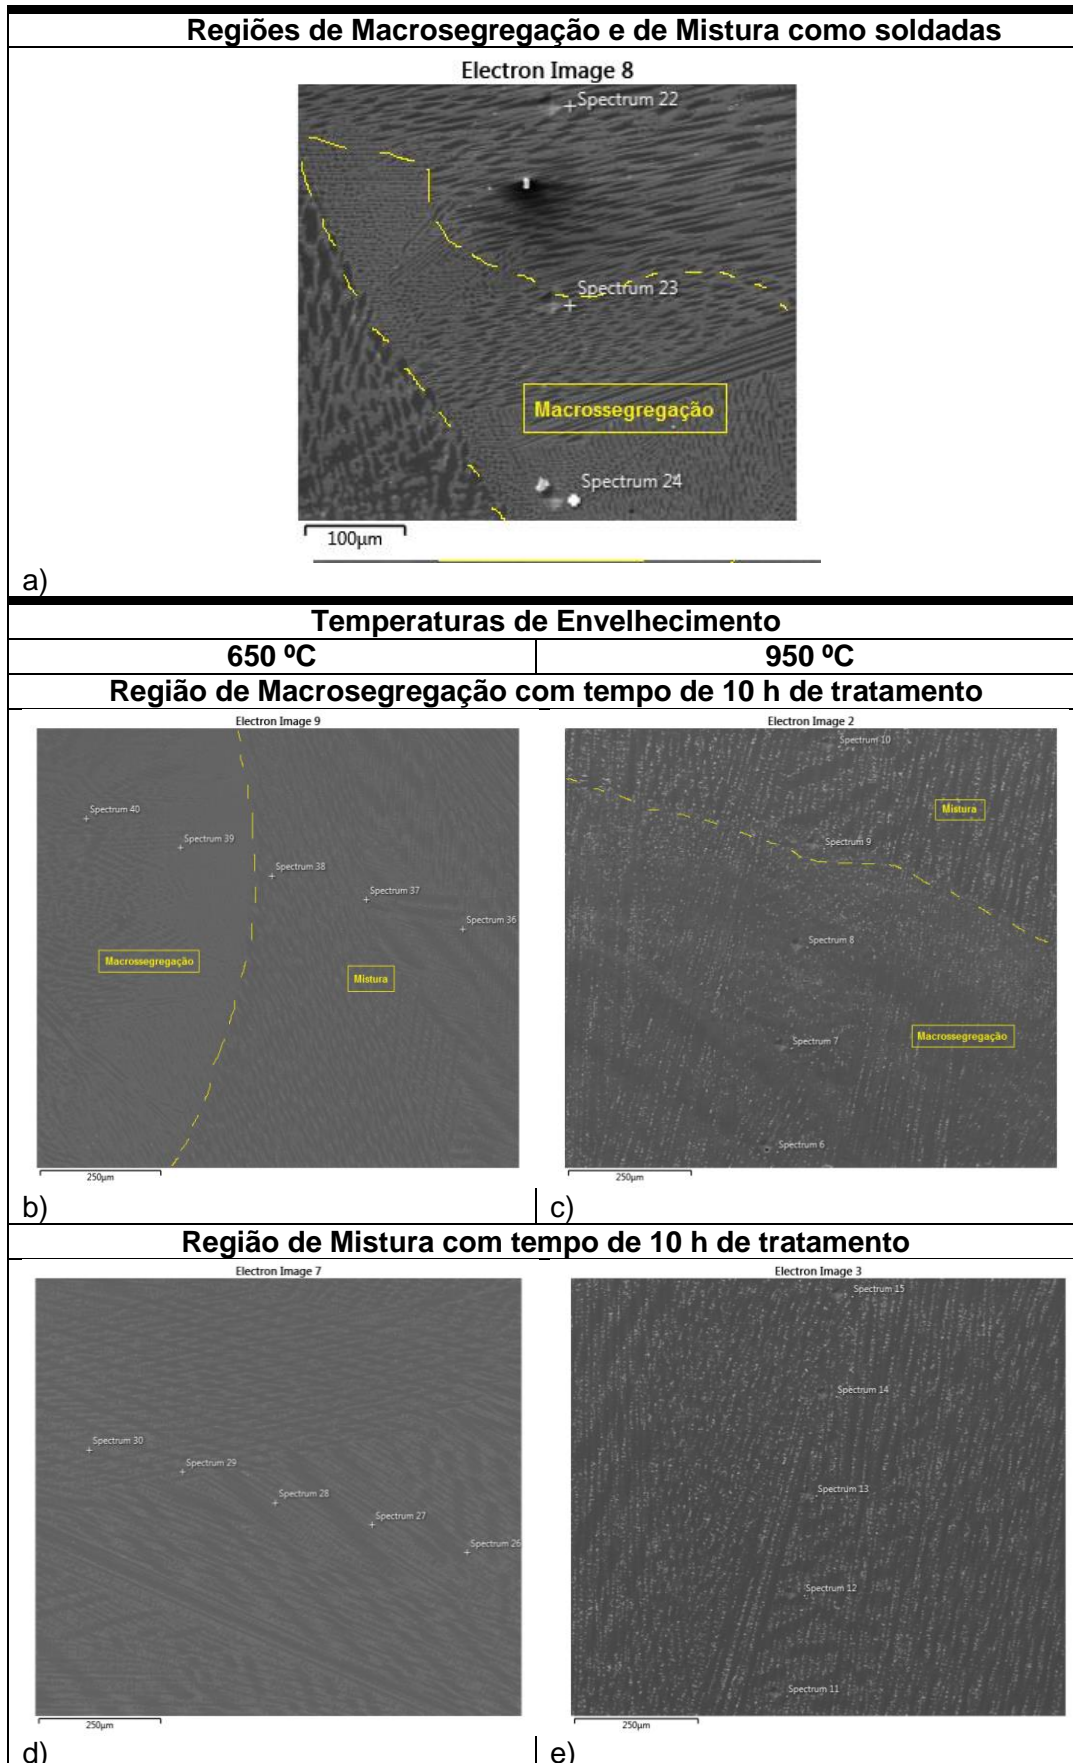 Regiões de Macrosegregação e de Mistura como soldadas
Electron Image 8
Spectrum 22
Spectrum 23
Macrossegregação
Spectrum 24
100µm
a)
Temperaturas de Envelhecimento
650 ºC
950 ºC
Região de Macrosegregação com tempo de 10 h de tratamento
Electron Image 9
Spectrum 40
Spectrum 39
Spectrum 38
Spectrum 37
Spectrum 36
Macrossegregação
Mistura
250µm
b)
Electron Image 2
Spectrum 10
Mistura
Spectrum 9
Spectrum 8
Macrossegregação
Spectrum 7
Spectrum 6
250µm
c)
Região de Mistura com tempo de 10 h de tratamento
Electron Image 7
Spectrum 30
Spectrum 29
Spectrum 28
Spectrum 27
Spectrum 26
250µm
d)
Electron Image 3
Spectrum 15
Spectrum 14
Spectrum 13
Spectrum 12
Spectrum 11
250µm
e)